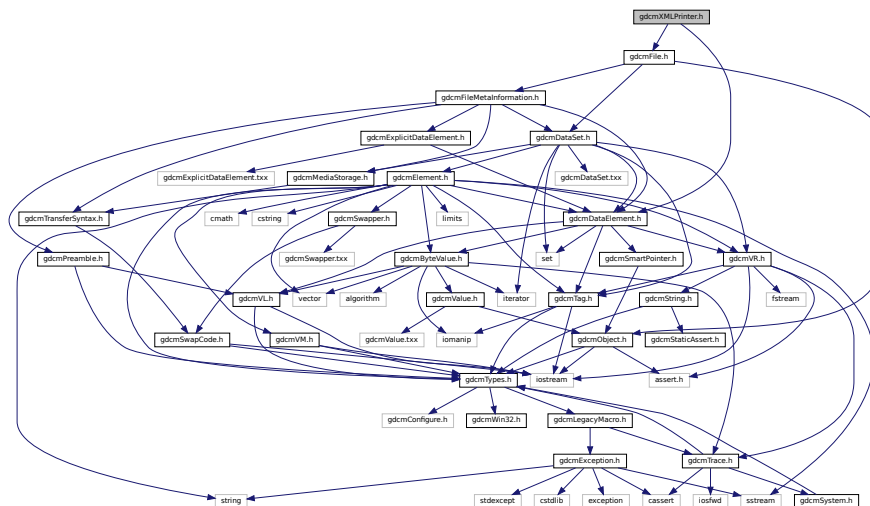 gdcmXMLPrinter.h
gdcmFile.h
gdcmFileMetaInformation.h
gdcmExplicitDataElement.h
gdcmDataSet.h
gdcmExplicitDataElement.txx
gdcmMediaStorage.h
gdcmElement.h
gdcmDataSet.txx
gdcmTransferSyntax.h
cmath
cstring
gdcmSwapper.h
limits
gdcmDataElement.h
gdcmPreamble.h
gdcmSwapper.txx
gdcmByteValue.h
set
gdcmSmartPointer.h
gdcmVR.h
gdcmVL.h
vector
algorithm
gdcmValue.h
iterator
gdcmTag.h
gdcmString.h
fstream
gdcmSwapCode.h
gdcmVM.h
gdcmValue.txx
iomanip
gdcmObject.h
gdcmStaticAssert.h
gdcmTypes.h
iostream
assert.h
gdcmConfigure.h
gdcmWin32.h
gdcmLegacyMacro.h
gdcmException.h
gdcmTrace.h
string
stdexcept
cstdlib
exception
cassert
iosfwd
sstream
gdcmSystem.h